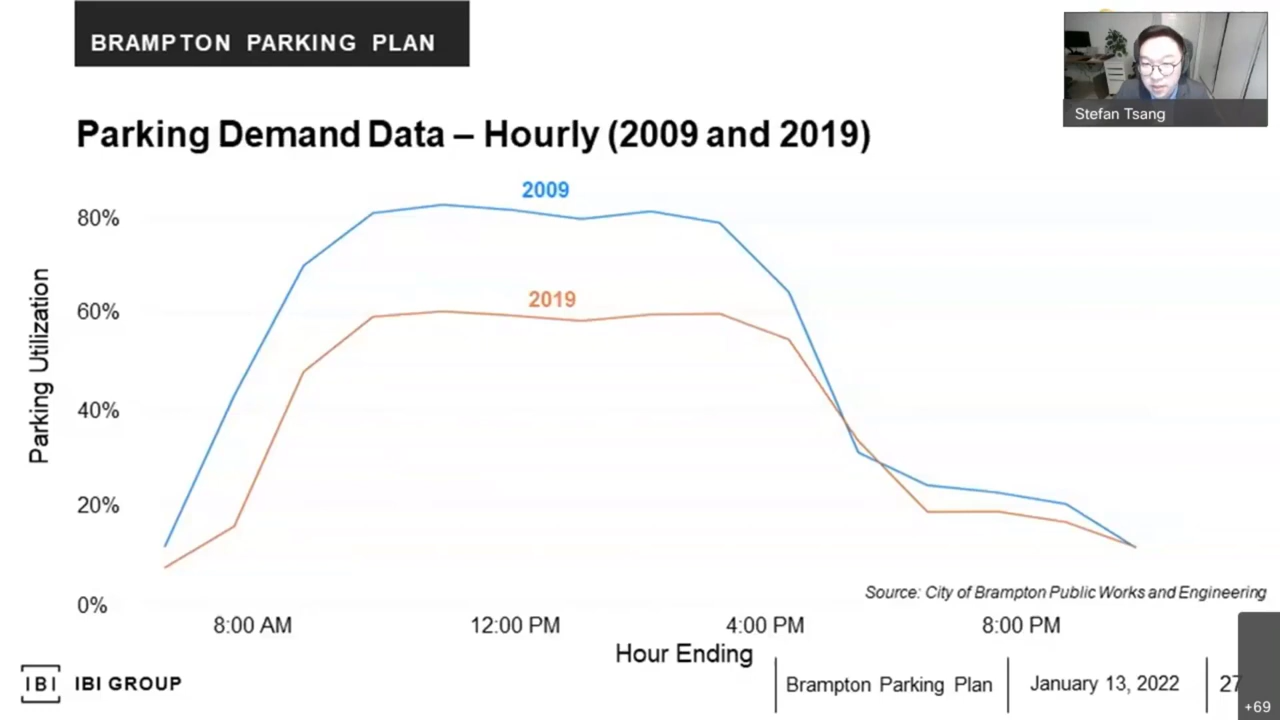 BRAMPTON PARKING PLAN
Stefan Tsang
Parking Demand Data – Hourly (2009 and 2019)
2009
2019
Parking Utilization
80%
60%
40%
20%
0%
Source: City of Brampton Public Works and Engineering
8:00 AM 12:00 PM 4:00 PM 8:00 PM
Hour Ending
IBI IBI GROUP
Brampton Parking Plan
January 13, 2022
27
+69